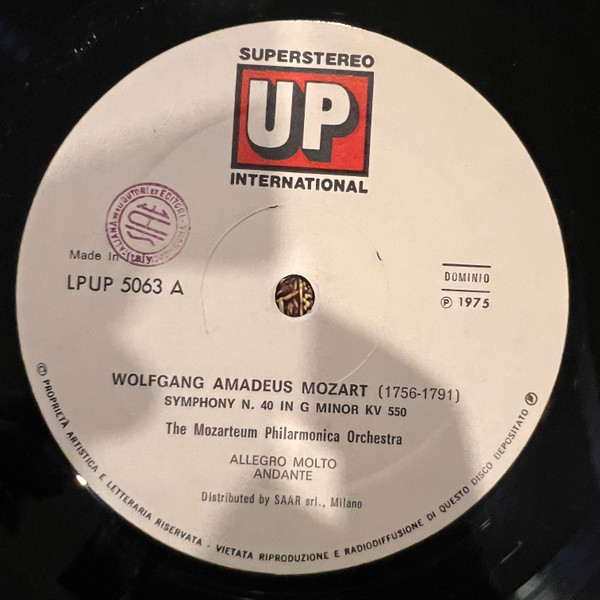 SUPERSTEREO
UP
INTERNATIONAL
SIAE
Made In Italy
LPUP 5063 A
DOMINIO
Ⓟ 1975
WOLFGANG AMADEUS MOZART (1756-1791)
SYMPHONY N. 40 IN G MINOR KV 550
The Mozarteum Philarmonica Orchestra
ALLEGRO MOLTO
ANDANTE
Distributed by SAAR srl., Milano
© PROPRIETÀ ARTISTICA E LETTERARIA RISERVATA - VIETATA RIPRODUZIONE E RADIODIFFUSIONE DI QUESTO DISCO DEPOSITATO